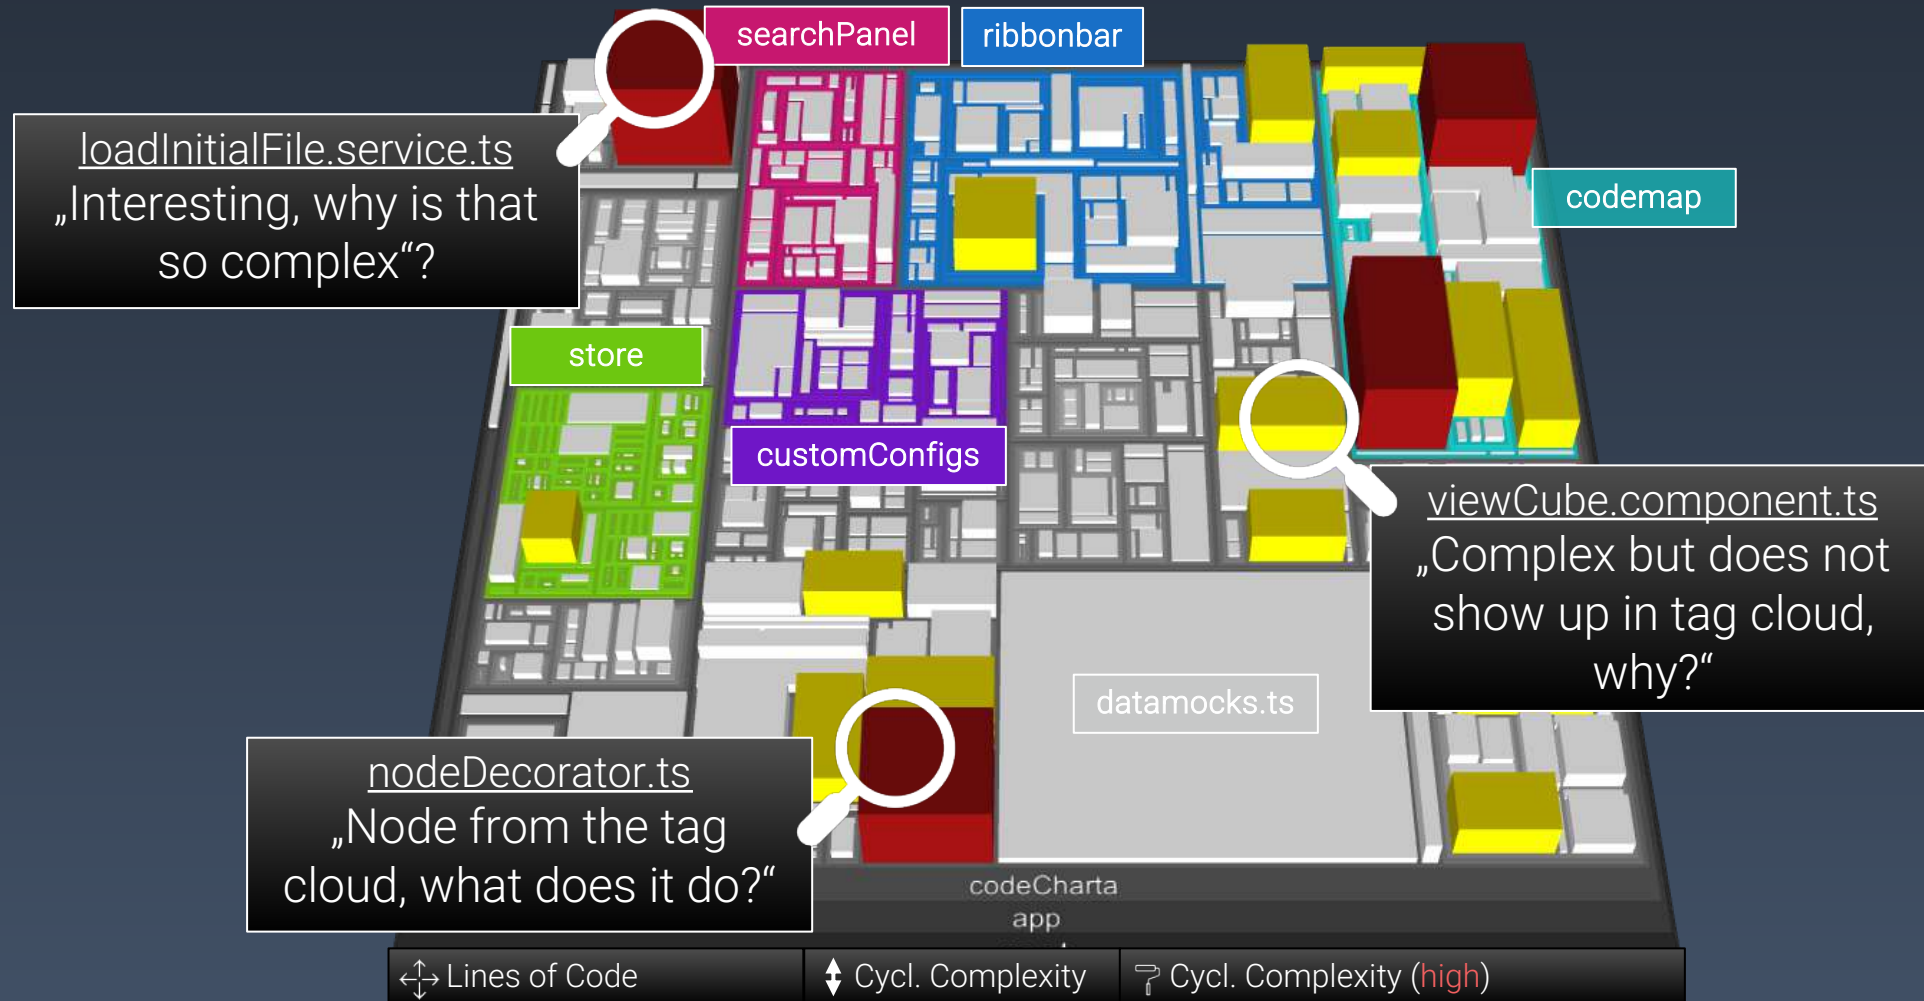 searchPanel
ribbonbar
loadInitialFile.service.ts
„Interesting, why is that
so complex“?
codemap
store
customConfigs
viewCube.component.ts
„Complex but does not
show up in tag cloud,
why?“
datamocks.ts
nodeDecorator.ts
„Node from the tag
cloud, what does it do?“
codeCharta
app
Lines of Code
Cycl. Complexity
Cycl. Complexity (high)